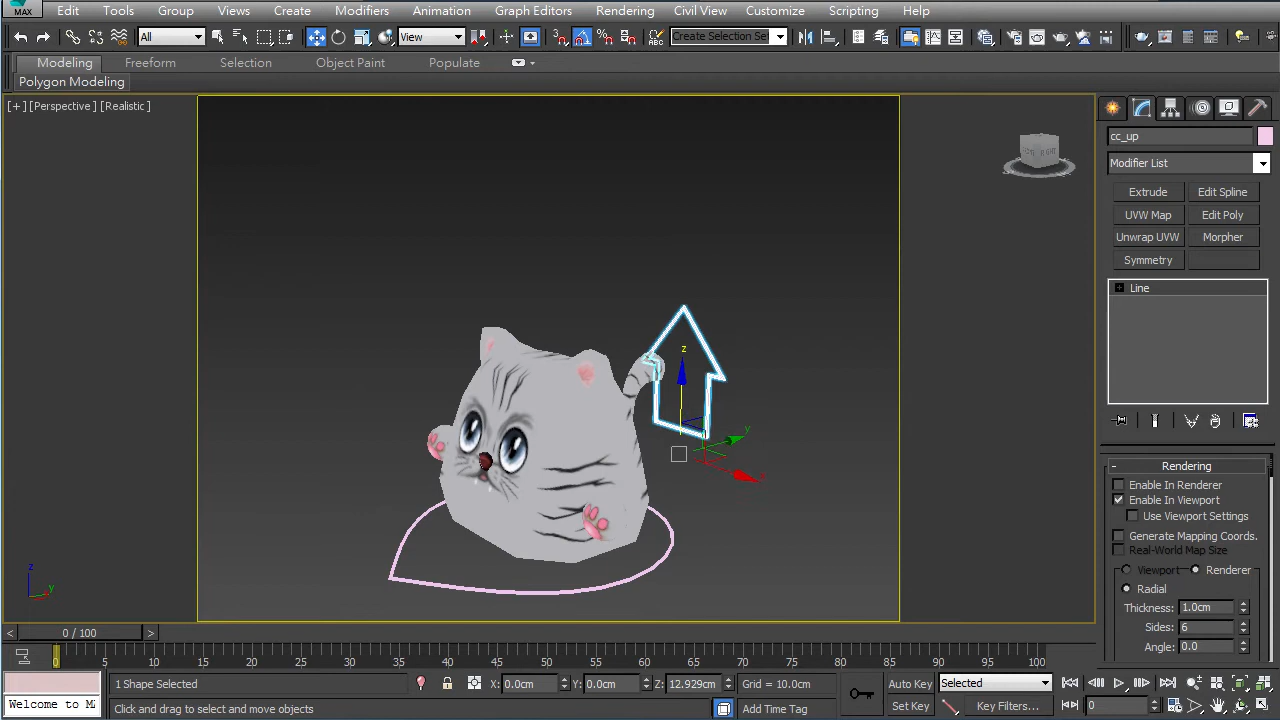 MAX Edit Tools Group Views Create Modifiers Animation Graph Editors Rendering Civil View Customize Scripting Help
All View Create Selection Set
Modeling Freeform Selection Object Paint Populate
Polygon Modeling
[ + ] [Perspective ] [Realistic ]
cc_up
Modifier List
Extrude Edit Spline
UVW Map Edit Poly
Unwrap UVW Morpher
Symmetry
Line
- Rendering
Enable In Renderer
Enable In Viewport
Use Viewport Settings
Generate Mapping Coords.
Real-World Map Size
Viewport Renderer
Radial
Thickness: 1.0cm
Sides: 6
Angle: 0.0
z
y
x
z
y
< 0 / 100 >
0 5 10 15 20 25 30 35 40 45 50 55 60 65 70 75 80 85 90 95 100
1 Shape Selected X: 0.0cm Y: 0.0cm Z: 12.929cm Grid = 10.0cm Auto Key Selected
Welcome to M Click and drag to select and move objects Add Time Tag Set Key Key Filters... 0